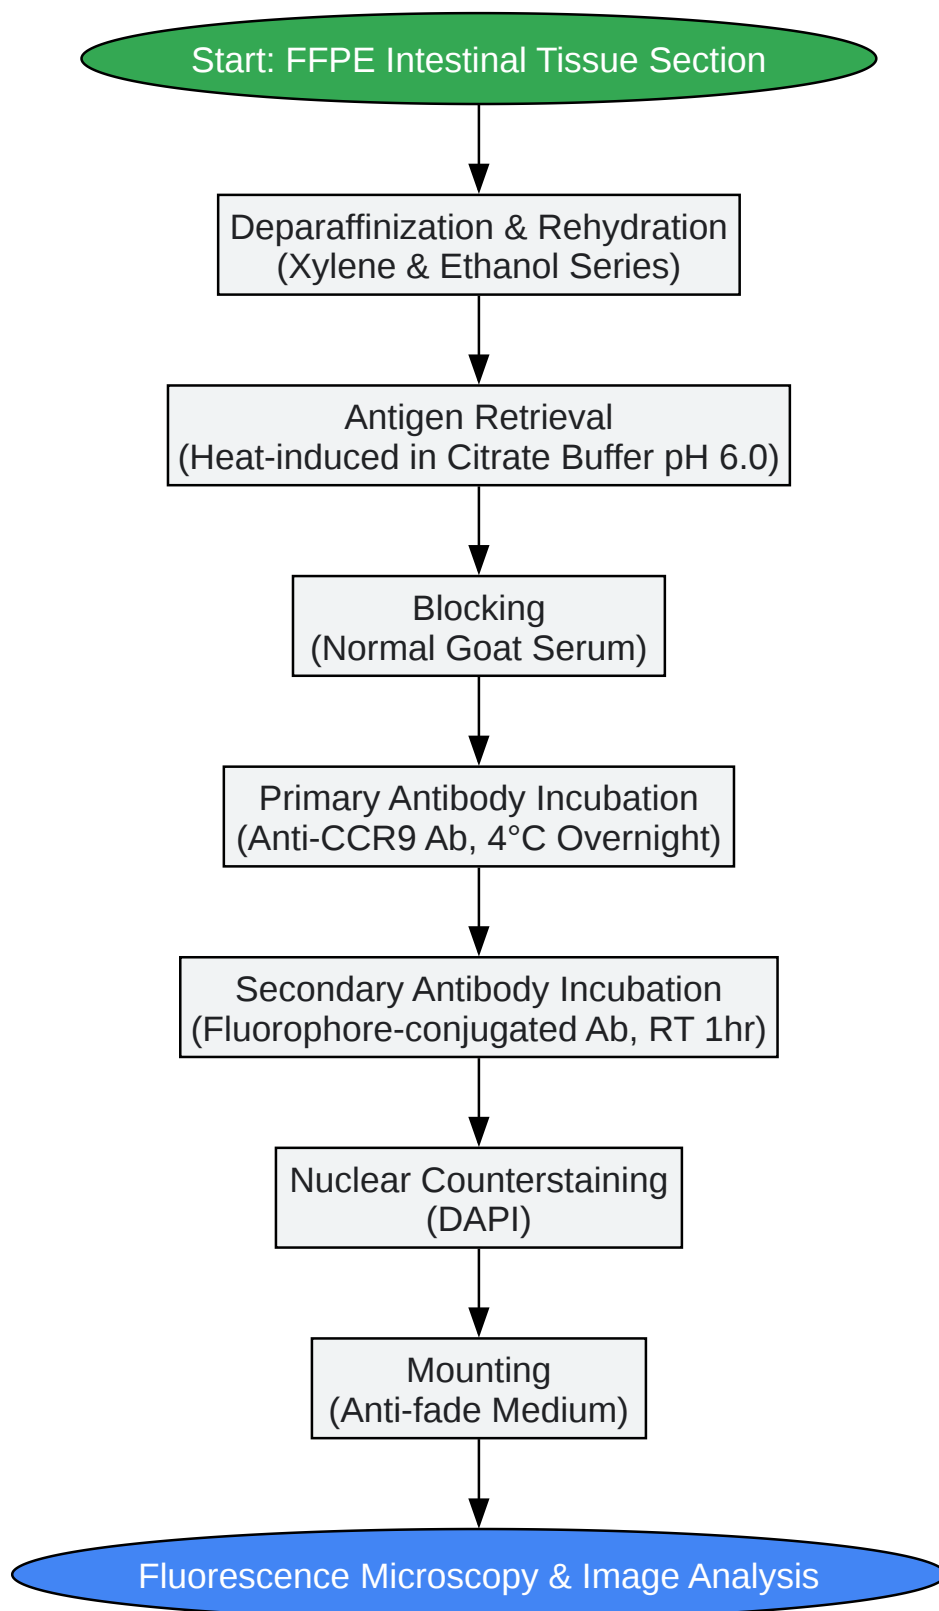 Start: FFPE Intestinal Tissue Section
Deparaffinization & Rehydration
(Xylene & Ethanol Series)
Antigen Retrieval
(Heat-induced in Citrate Buffer pH 6.0)
Blocking
(Normal Goat Serum)
Primary Antibody Incubation
(Anti-CCR9 Ab, 4°C Overnight)
Secondary Antibody Incubation
(Fluorophore-conjugated Ab, RT 1hr)
Nuclear Counterstaining
(DAPI)
Mounting
(Anti-fade Medium)
Fluorescence Microscopy & Image Analysis